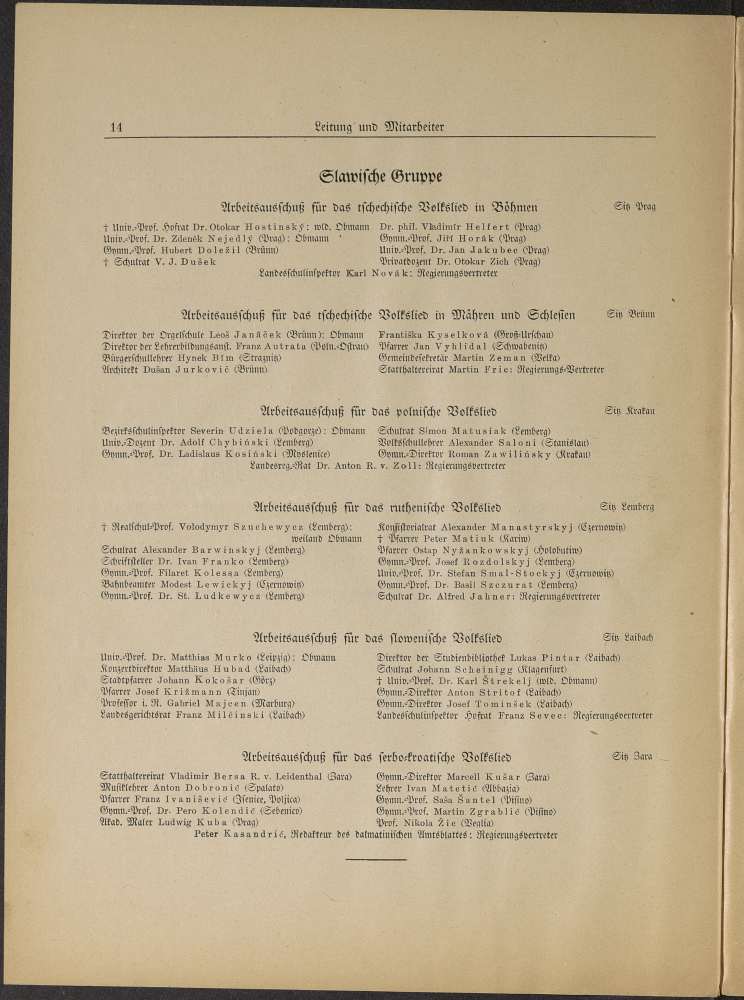 14 Leitung und Mitarbeiter
Slawische Gruppe
Arbeitsausschuß für das tschechische Volkslied in Böhmen Sitz Prag
† Univ.-Prof. Hofrat Dr. Otokar Hostinský: wld. Obmann
Univ.-Prof. Dr. Zdeněk Nejedlý (Prag): Obmann
Gymn.-Prof. Hubert Doležil (Brünn)
† Schulrat V. J. Dušek
Dr. phil. Vladimír Helfert (Prag)
Gymn.-Prof. Jiří Horák (Prag)
Univ.-Prof. Dr. Jan Jakubec (Prag)
Privatdozent Dr. Otokar Zich (Prag)
Landesschulinspektor Karl Novák: Regierungsvertreter
Arbeitsausschuß für das tschechische Volkslied in Mähren und Schlesien Sitz Brünn
Direktor der Orgelschule Leoš Janáček (Brünn): Obmann
Direktor der Lehrerbildungsanst. Franz Autrata (Poln.-Ostrau)
Bürgerschullehrer Hynek Bím (Strażnitz)
Architekt Dušan Jurkovič (Brünn)
Františka Kyselková (Groß-Urschau)
Pfarrer Jan Vyhlídal (Schwabenitz)
Gemeindesekretär Martin Zeman (Velka)
Statthaltereirat Martin Fric: Regierungs-Vertreter
Arbeitsausschuß für das polnische Volkslied Sitz Krakau
Bezirksschulinspektor Severin Udziela (Podgorze): Obmann
Univ.-Dozent Dr. Adolf Chybiński (Lemberg)
Gymn.-Prof. Dr. Ladislaus Kosiński (Myslenice)
Schulrat Simon Matusiak (Lemberg)
Volksschullehrer Alexander Saloni (Stanislau)
Gymn.-Direktor Roman Zawilińsky (Krakau)
Landesreg.-Rat Dr. Anton R. v. Zoll: Regierungsvertreter
Arbeitsausschuß für das ruthenische Volkslied Sitz Lemberg
† Realschul-Prof. Volodymyr Szuchewycz (Lemberg):
weiland Obmann
Schulrat Alexander Barwinskyj (Lemberg)
Schriftsteller Dr. Ivan Franko (Lemberg)
Gymn.-Prof. Filaret Kolessa (Lemberg)
Bahnbeamter Modest Lewickyj (Czernowitz)
Gymn.-Prof. Dr. St. Ludkewycz (Lemberg)
Konsistorialrat Alexander Manastyrskyj (Czernowitz)
† Pfarrer Peter Matiuk (Kariw)
Pfarrer Ostap Nyżankowskyj (Holobutiw)
Gymn.-Prof. Josef Rozdolskyj (Lemberg)
Univ.-Prof. Dr. Stefan Smal-Stockyj (Czernowitz)
Gymn.-Prof. Dr. Basil Szczurat (Lemberg)
Schulrat Dr. Alfred Jahner: Regierungsvertreter
Arbeitsausschuß für das slowenische Volkslied Sitz Laibach
Univ.-Prof. Dr. Matthias Murko (Leipzig): Obmann
Konzertdirektor Matthäus Hubad (Laibach)
Stadtpfarrer Johann Kokošar (Görz)
Pfarrer Josef Križmann (Tinjan)
Professor i. R. Gabriel Majcen (Marburg)
Landesgerichtsrat Franz Milčinski (Laibach)
Direktor der Studienbibliothek Lukas Pintar (Laibach)
Schulrat Johann Scheinigg (Klagenfurt)
† Univ.-Prof. Dr. Karl Štrekelj (wld. Obmann)
Gymn.-Direktor Anton Stritof (Laibach)
Gymn.-Direktor Josef Tominšek (Laibach)
Landesschulinspektor Hofrat Franz Sevec: Regierungsvertreter
Arbeitsausschuß für das serbo-kroatische Volkslied Sitz Zara
Statthaltereirat Vladimir Bersa R. v. Leidenthal (Zara)
Musiklehrer Anton Dobronić (Spalato)
Pfarrer Franz Ivanišević (Jsenice, Poljica)
Gymn.-Prof. Dr. Pero Kolendić (Sebenico)
Akad. Maler Ludwig Kuba (Prag)
Gymn.-Direktor Marcell Kušar (Zara)
Lehrer Ivan Matetić (Abbazia)
Gymn.-Prof. Saša Šantel (Pisino)
Gymn.-Prof. Martin Zgrablić (Pisino)
Prof. Nikola Žic (Veglia)
Peter Kasandrić, Redakteur des dalmatinischen Amtsblattes: Regierungsvertreter